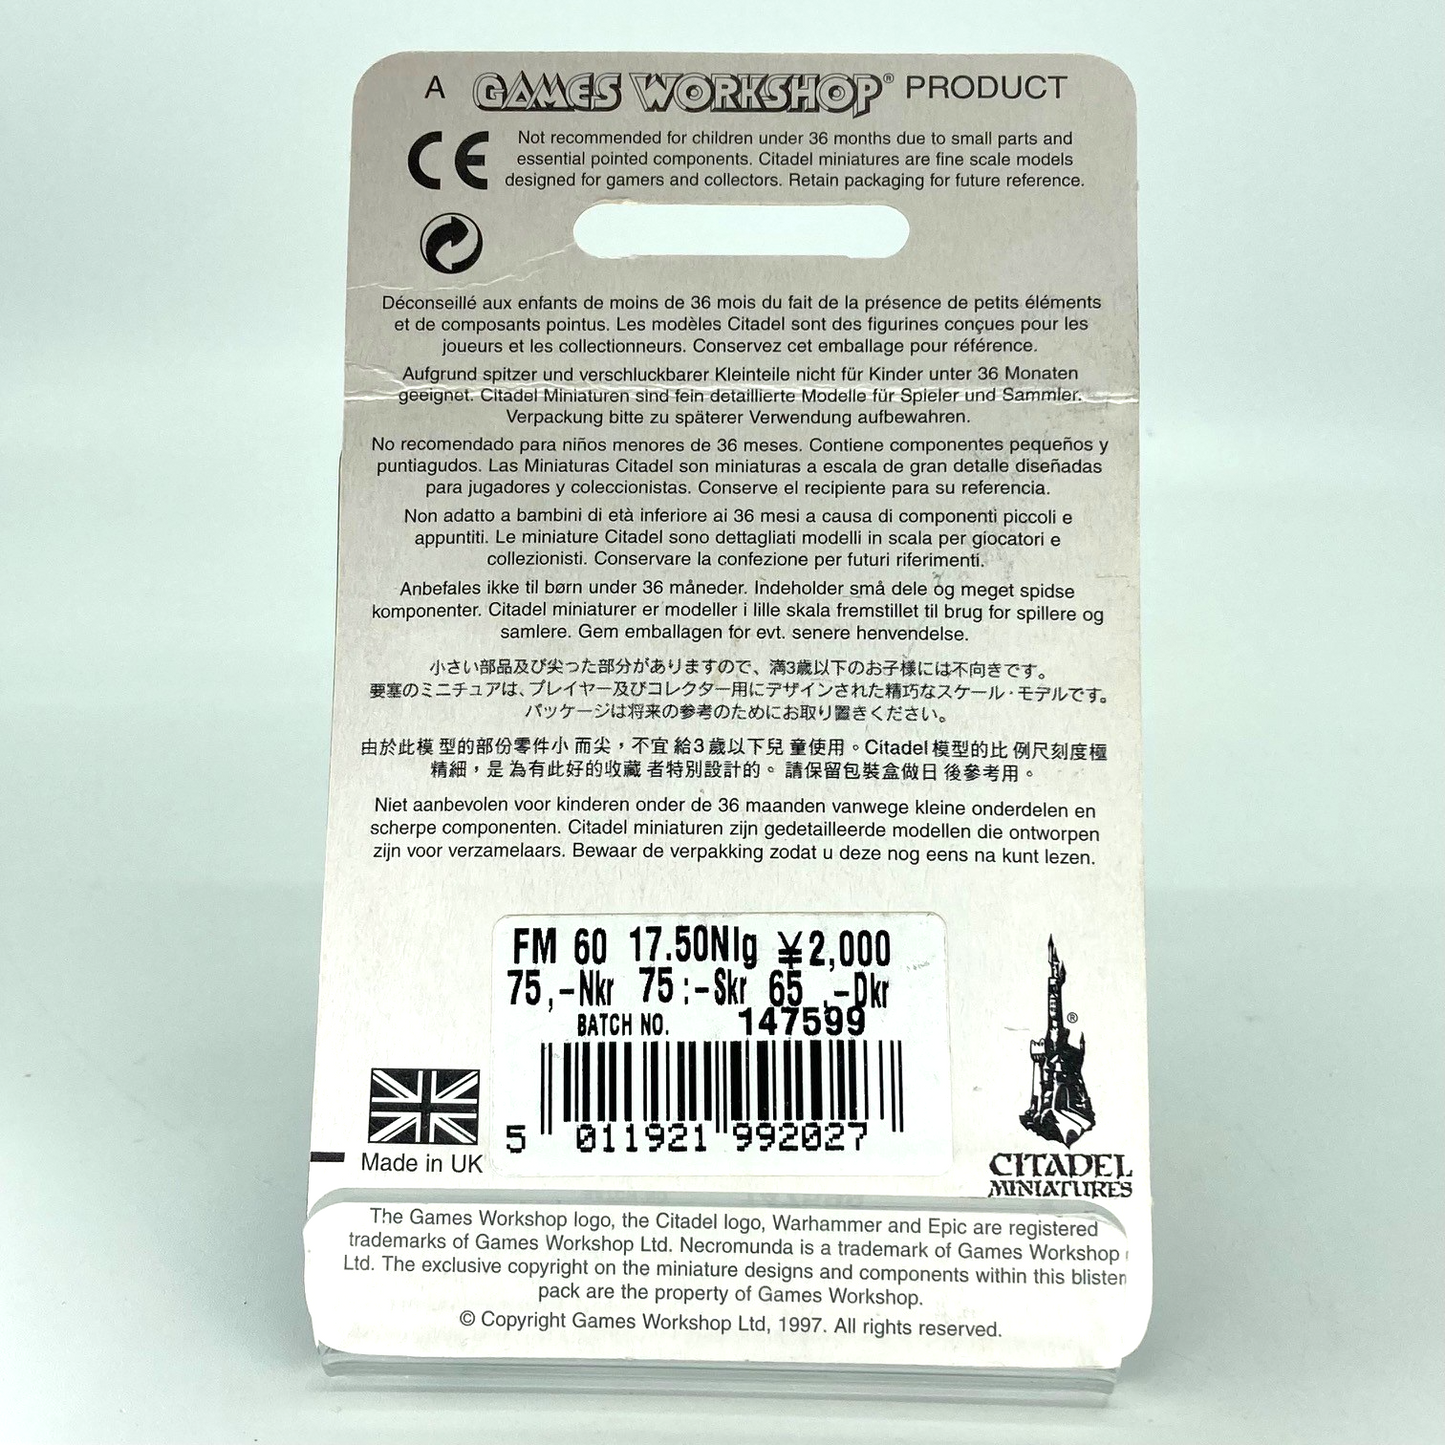 A GAMES WORKSHOP® PRODUCT
CE
Not recommended for children under 36 months due to small parts and
essential pointed components. Citadel miniatures are fine scale models
designed for gamers and collectors. Retain packaging for future reference.
Déconseillé aux enfants de moins de 36 mois du fait de la présence de petits éléments
et de composants pointus. Les modèles Citadel sont des figurines conçues pour les
joueurs et les collectionneurs. Conservez cet emballage pour référence.
Aufgrund spitzer und verschluckbarer Kleinteile nicht für Kinder unter 36 Monaten
geeignet. Citadel Miniaturen sind fein detaillierte Modelle für Spieler und Sammler.
Verpackung bitte zu späterer Verwendung aufbewahren.
No recomendado para niños menores de 36 meses. Contiene componentes pequeños y
puntiagudos. Las Miniaturas Citadel son miniaturas a escala de gran detalle diseñadas
para jugadores y coleccionistas. Conserve el recipiente para su referencia.
Non adatto a bambini di età inferiore ai 36 mesi a causa di componenti piccoli e
appuntiti. Le miniature Citadel sono dettagliati modelli in scala per giocatori e
collezionisti. Conservare la confezione per futuri riferimenti.
Anbefales ikke til børn under 36 måneder. Indeholder små dele og meget spidse
komponenter. Citadel miniaturer er modeller i lille skala fremstillet til brug for spillere og
samlere. Gem emballagen for evt. senere henvendelse.
小さい部品及び尖った部分がありますので、満3歳以下のお子様には不向きです。
要塞のミニチュアは、プレイヤー及びコレクター用にデザインされた精巧なスケール・モデルです。
パッケージは将来の参考のためにお取り置きください。
由於此模型的部份零件小而尖，不宜給3歲以下兒童使用。Citadel模型的比例尺刻度極
精細，是為有此好的收藏者特別設計的。請保留包裝盒做日後參考用。
Niet aanbevolen voor kinderen onder de 36 maanden vanwege kleine onderdelen en
scherpe componenten. Citadel miniaturen zijn gedetailleerde modellen die ontworpen
zijn voor verzamelaars. Bewaar de verpakking zodat u deze nog eens na kunt lezen.
FM 60 17.50Nlg ¥2,000
75,-Nkr 75:-Skr 65,-Dkr
BATCH NO. 147599
5 011921 992027
Made in UK
®
CITADEL
MINIATURES
The Games Workshop logo, the Citadel logo, Warhammer and Epic are registered
trademarks of Games Workshop Ltd. Necromunda is a trademark of Games Workshop
Ltd. The exclusive copyright on the miniature designs and components within this blister
pack are the property of Games Workshop.
© Copyright Games Workshop Ltd, 1997. All rights reserved.